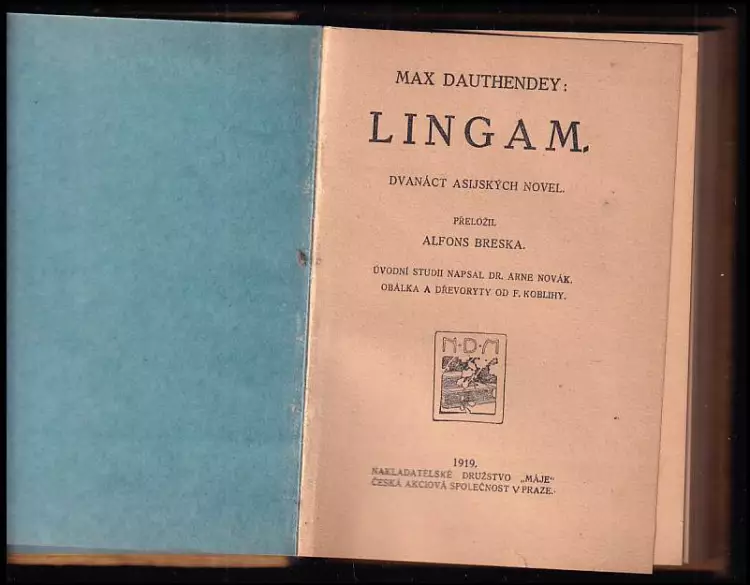 MAX DAUTHENDEY:
LINGAM.
DVANÁCT ASIJSKÝCH NOVEL.
PŘELOŽIL
ALFONS BRESKA.
ÚVODNÍ STUDII NAPSAL DR. ARNE NOVÁK.
OBÁLKA A DŘEVORYTY OD F. KOBLIHY.
N·D·M
1919.
NAKLADATELSKÉ DRUŽSTVO „MÁJE"
ČESKÁ AKCIOVÁ SPOLEČNOST V PRAZE.